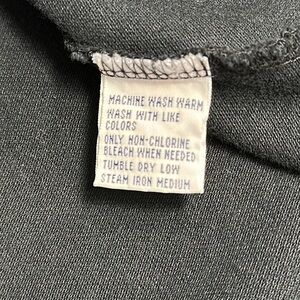 MACHINE WASH WARM
WASH WITH LIKE
COLORS
ONLY NON-CHLORINE
BLEACH WHEN NEEDED
TUMBLE DRY LOW
STEAM IRON MEDIUM